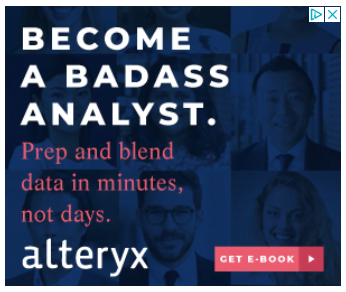 BECOME
A BADASS
ANALYST.
Prep and blend
data in minutes,
not days.
alteryx
GET E-BOOK